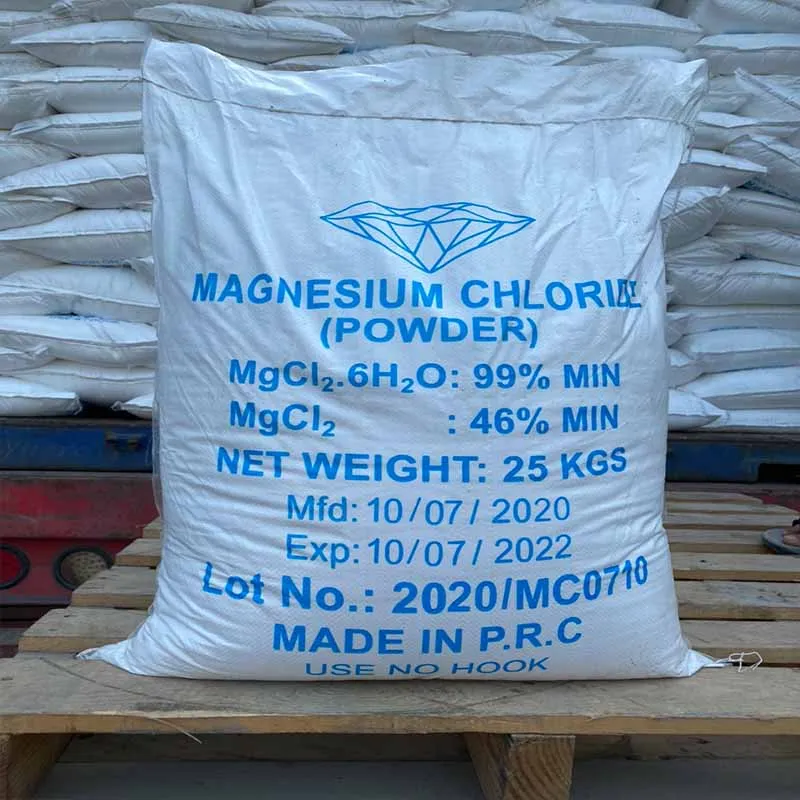 MAGNESIUM CHLORIDE
(POWDER)
MgCl₂.6H₂O: 99% MIN
MgCl₂ : 46% MIN
NET WEIGHT: 25 KGS
Mfd: 10/07/2020
Exp: 10/07/2022
Lot No.: 2020/MC0710
MADE IN P.R.C
USE NO HOOK